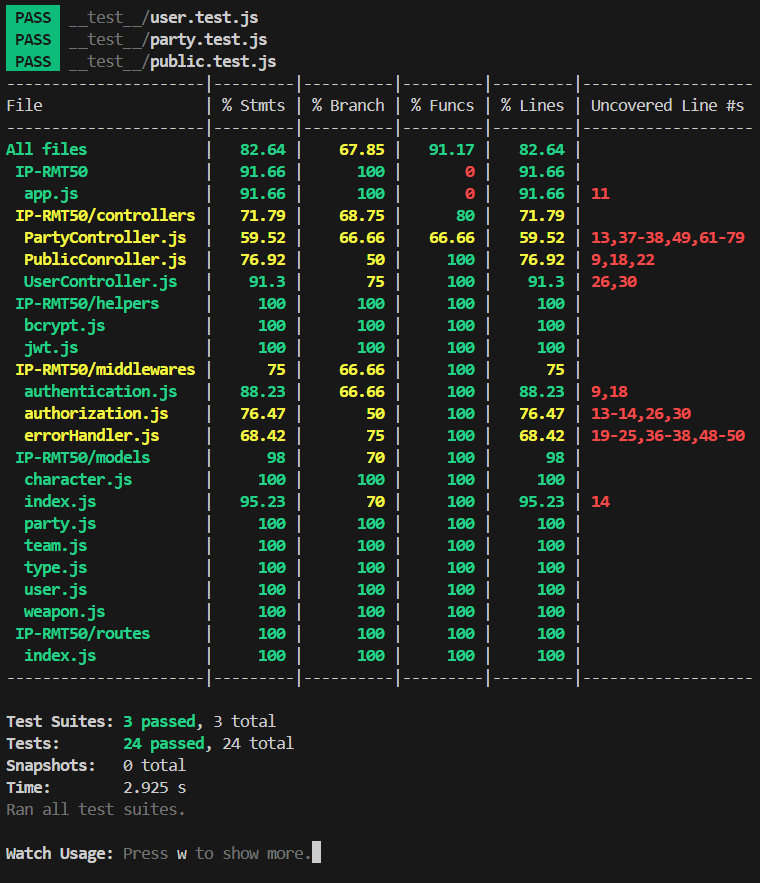 PASS __test__/user.test.js
PASS __test__/party.test.js
PASS __test__/public.test.js
----------------------|---------|----------|---------|---------|-------------------
File                  | % Stmts | % Branch | % Funcs | % Lines | Uncovered Line #s
----------------------|---------|----------|---------|---------|-------------------
All files             |   82.64 |    67.85 |   91.17 |   82.64 |
 IP-RMT50             |   91.66 |      100 |       0 |   91.66 |
  app.js              |   91.66 |      100 |       0 |   91.66 | 11
 IP-RMT50/controllers |   71.79 |    68.75 |      80 |   71.79 |
  PartyController.js  |   59.52 |    66.66 |   66.66 |   59.52 | 13,37-38,49,61-79
  PublicConroller.js  |   76.92 |       50 |     100 |   76.92 | 9,18,22
  UserController.js   |    91.3 |       75 |     100 |    91.3 | 26,30
 IP-RMT50/helpers     |     100 |      100 |     100 |     100 |
  bcrypt.js           |     100 |      100 |     100 |     100 |
  jwt.js              |     100 |      100 |     100 |     100 |
 IP-RMT50/middlewares |      75 |    66.66 |     100 |      75 |
  authentication.js   |   88.23 |    66.66 |     100 |   88.23 | 9,18
  authorization.js    |   76.47 |       50 |     100 |   76.47 | 13-14,26,30
  errorHandler.js     |   68.42 |       75 |     100 |   68.42 | 19-25,36-38,48-50
 IP-RMT50/models      |      98 |       70 |     100 |      98 |
  character.js        |     100 |      100 |     100 |     100 |
  index.js            |   95.23 |       70 |     100 |   95.23 | 14
  party.js            |     100 |      100 |     100 |     100 |
  team.js             |     100 |      100 |     100 |     100 |
  type.js             |     100 |      100 |     100 |     100 |
  user.js             |     100 |      100 |     100 |     100 |
  weapon.js           |     100 |      100 |     100 |     100 |
 IP-RMT50/routes      |     100 |      100 |     100 |     100 |
  index.js            |     100 |      100 |     100 |     100 |
----------------------|---------|----------|---------|---------|-------------------
Test Suites: 3 passed, 3 total
Tests:       24 passed, 24 total
Snapshots:   0 total
Time:        2.925 s
Ran all test suites.
Watch Usage: Press w to show more.